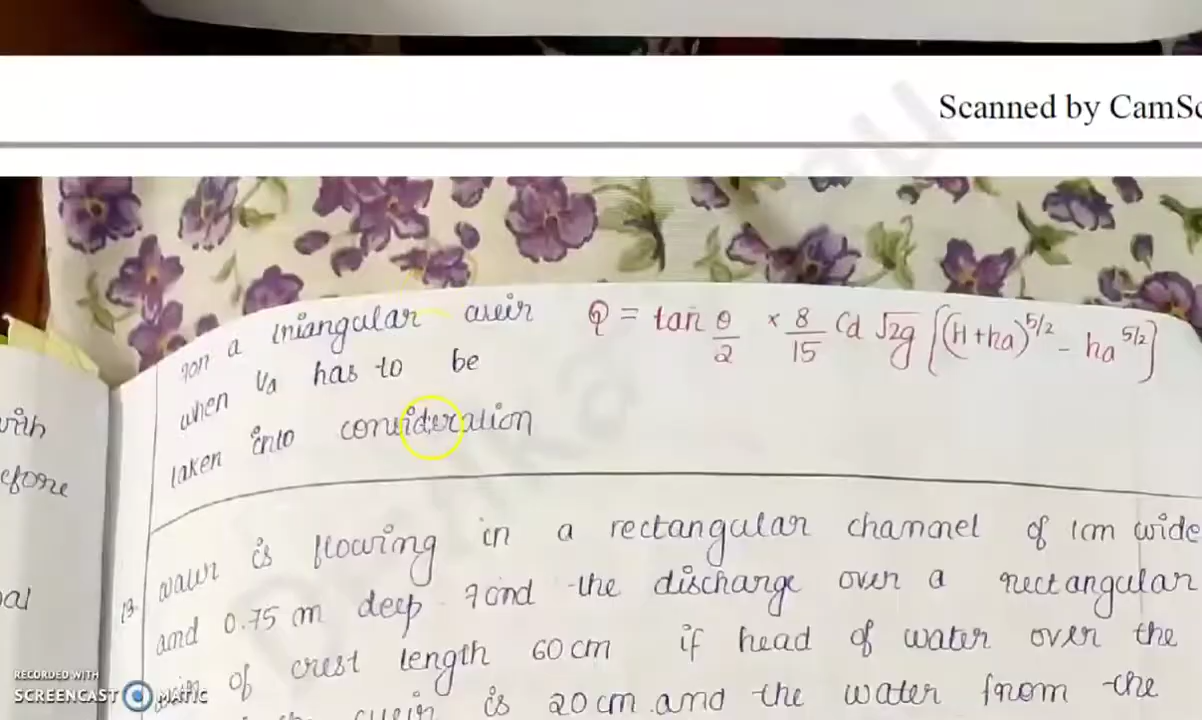 Scanned by CamSc
for a triangular weir Q = tan θ/2 × 8/15 Cd √2g [(H + ha)^5/2 - ha^5/2]
when Va has to be
taken into consideration
with
efore
al
13. water is flowing in a rectangular channel of 1m wide
and 0.75 m deep find the discharge over a rectangular
weir of crest length 60 cm if head of water over the
weir is 20 cm and the water from the
RECORDED WITH
SCREENCAST MATIC